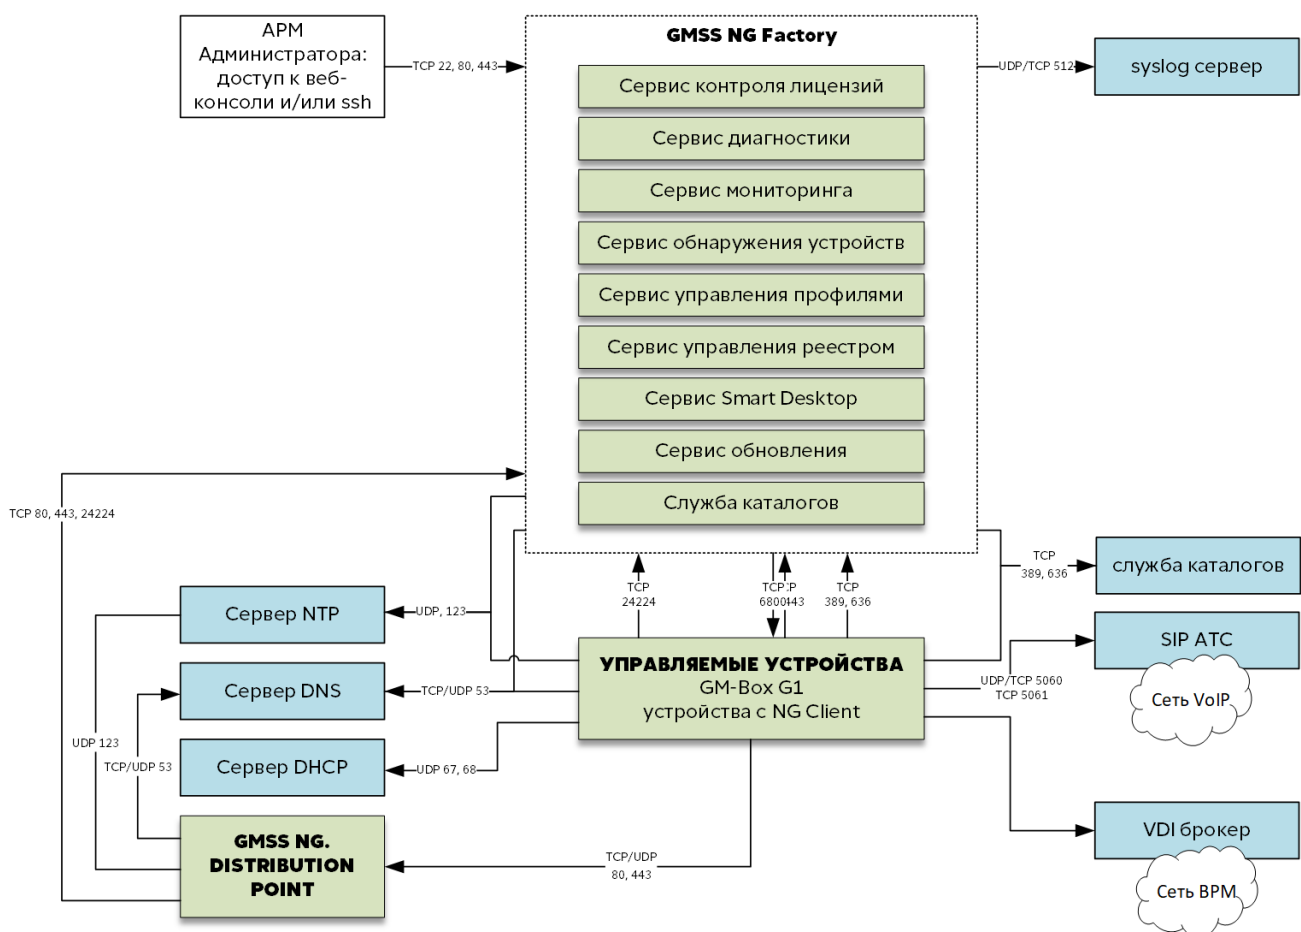 АРМ
Администратора:
доступ к веб-
консоли и/или ssh
TCP 22, 80, 443
GMSS NG Factory
UDP/TCP 512
syslog сервер
Сервис контроля лицензий
Сервис диагностики
Сервис мониторинга
Сервис обнаружения устройств
Сервис управления профилями
Сервис управления реестром
Сервис Smart Desktop
Сервис обновления
Служба каталогов
TCP 80, 443, 24224
TCP
389, 636
служба каталогов
TCP
24224
TCP
6800
443
TCP
389, 636
Сервер NTP
UDP, 123
УПРАВЛЯЕМЫЕ УСТРОЙСТВА
GM-Box G1
устройства с NG Client
SIP АТС
UDP/TCP 5060
TCP 5061
Сеть VoIP
Сервер DNS
TCP/UDP 53
UDP 123
TCP/UDP 53
Сервер DHCP
UDP 67, 68
GMSS NG.
DISTRIBUTION
POINT
TCP/UDP
80, 443
VDI брокер
Сеть BPM